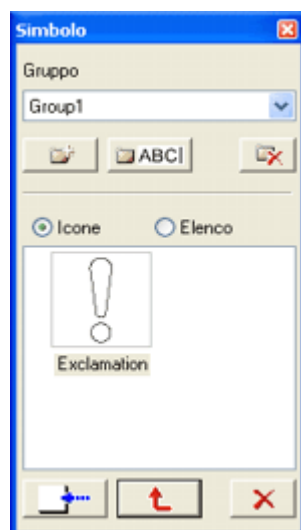 Simbolo
Gruppo
Group1
ABC
Icone Elenco
Exclamation